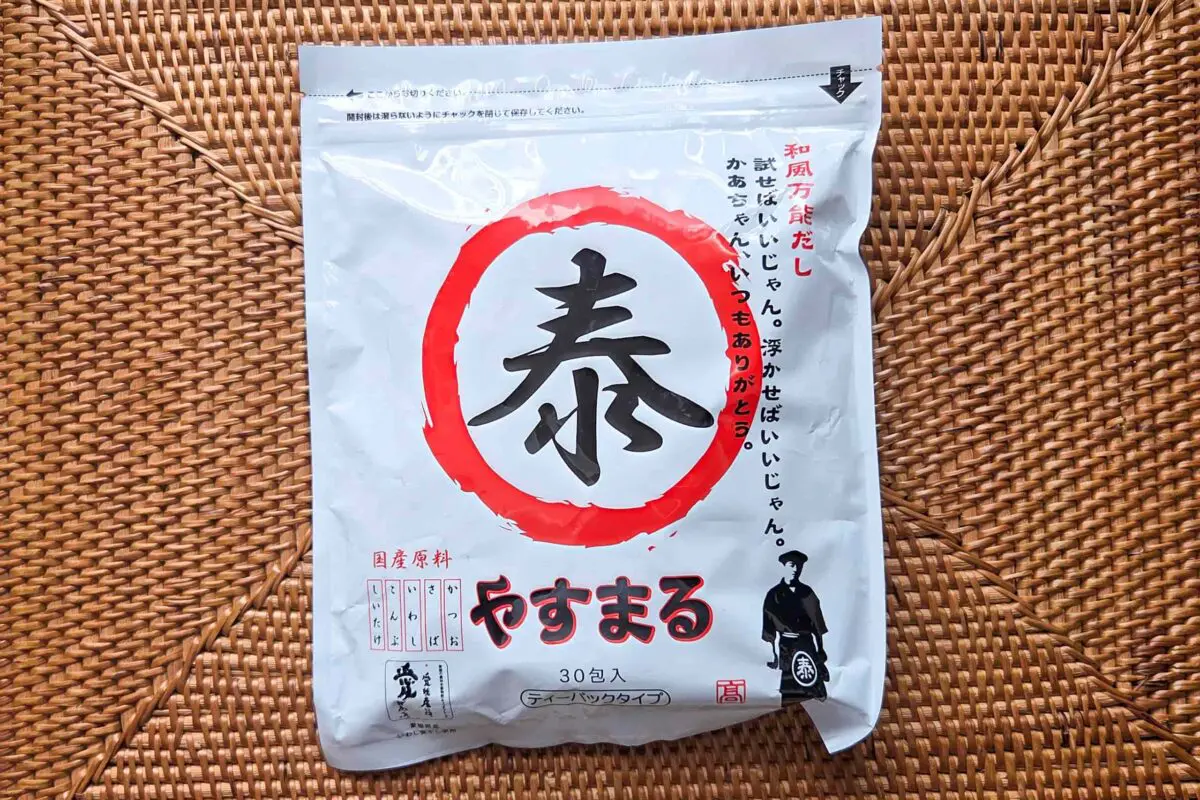 ここからお切りください。
開封後は湿らないようにチャックを閉じて保存してください。
チャック
和風万能だし
試せばいいじゃん。浮かせばいいじゃん。
かあちゃん、いつもありがとう。
泰
国産原料
かつお
さば
いわし
こんぶ
しいたけ
やすまる
30包入
ティーパックタイプ
高
泰